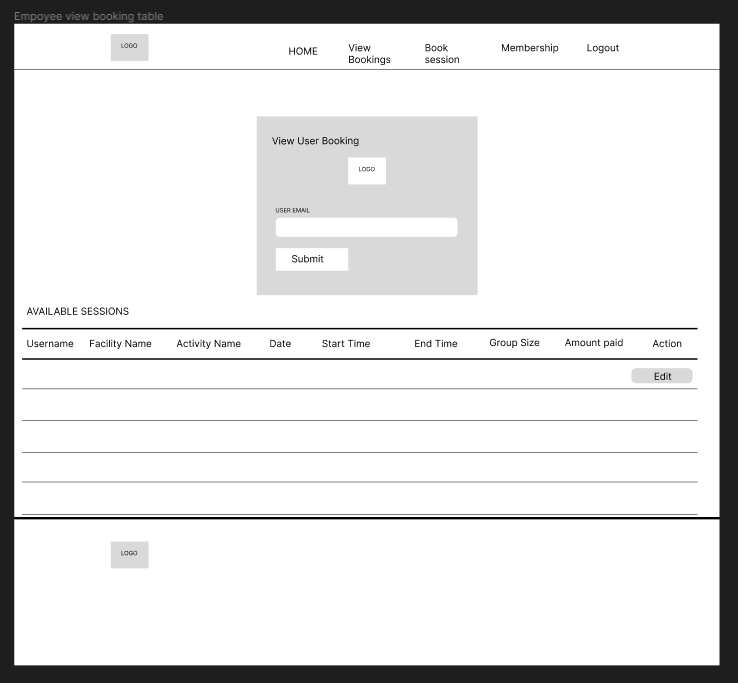 Empoyee view booking table
LOGO
HOME
View
Bookings
Book
session
Membership
Logout
View User Booking
LOGO
USER EMAIL
Submit
AVAILABLE SESSIONS
Username Facility Name Activity Name Date Start Time End Time Group Size Amount paid Action
Edit
LOGO